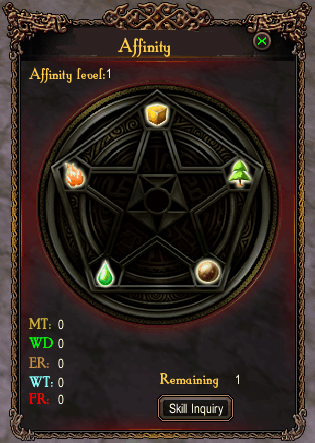 Affinity
Affinity level:1
MT: 0
WD 0
ER: 0
WT: 0
FR: 0
Remaining 1
Skill Inquiry